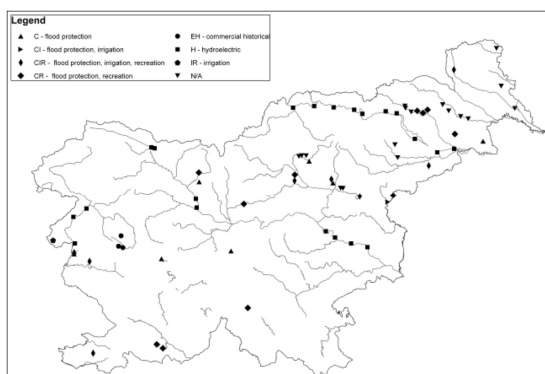 Legend
C - flood protection
CI - flood protection, irrigation
CIR - flood protection, irrigation, recreation
CR - flood protection, recreation
EH - commercial historical
H - hydroelectric
IR - irrigation
N/A